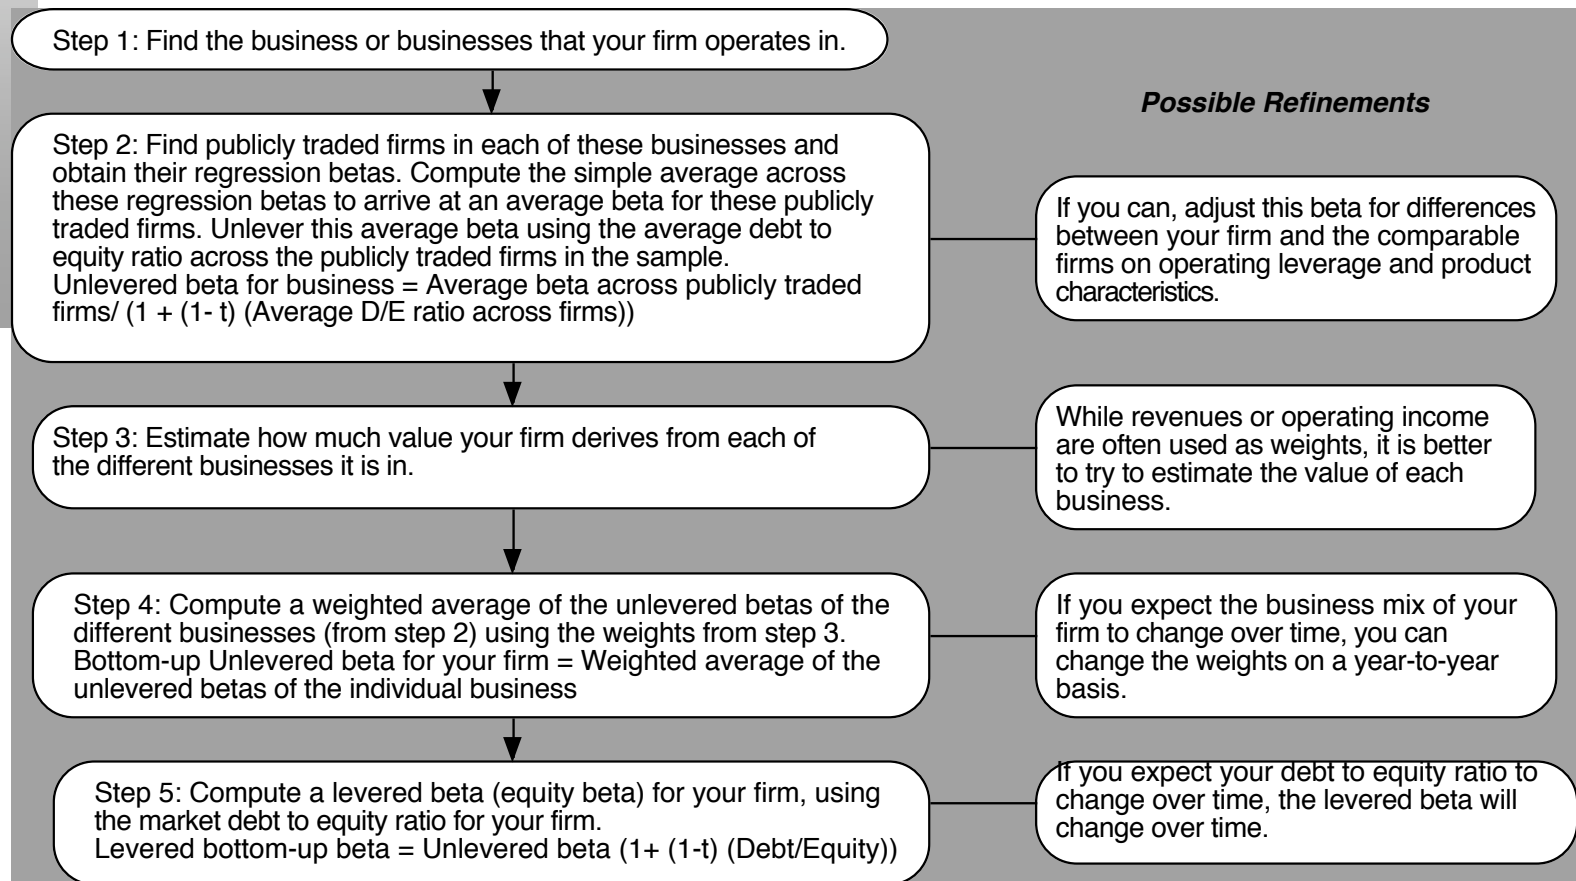 Step 1: Find the business or businesses that your firm operates in.
Possible Refinements
Step 2: Find publicly traded firms in each of these businesses and
obtain their regression betas. Compute the simple average across
these regression betas to arrive at an average beta for these publicly
traded firms. Unlever this average beta using the average debt to
equity ratio across the publicly traded firms in the sample.
Unlevered beta for business = Average beta across publicly traded
firms/ (1 + (1- t) (Average D/E ratio across firms))
If you can, adjust this beta for differences
between your firm and the comparable
firms on operating leverage and product
characteristics.
Step 3: Estimate how much value your firm derives from each of
the different businesses it is in.
While revenues or operating income
are often used as weights, it is better
to try to estimate the value of each
business.
Step 4: Compute a weighted average of the unlevered betas of the
different businesses (from step 2) using the weights from step 3.
Bottom-up Unlevered beta for your firm = Weighted average of the
unlevered betas of the individual business
If you expect the business mix of your
firm to change over time, you can
change the weights on a year-to-year
basis.
Step 5: Compute a levered beta (equity beta) for your firm, using
the market debt to equity ratio for your firm.
Levered bottom-up beta = Unlevered beta (1+ (1-t) (Debt/Equity))
If you expect your debt to equity ratio to
change over time, the levered beta will
change over time.